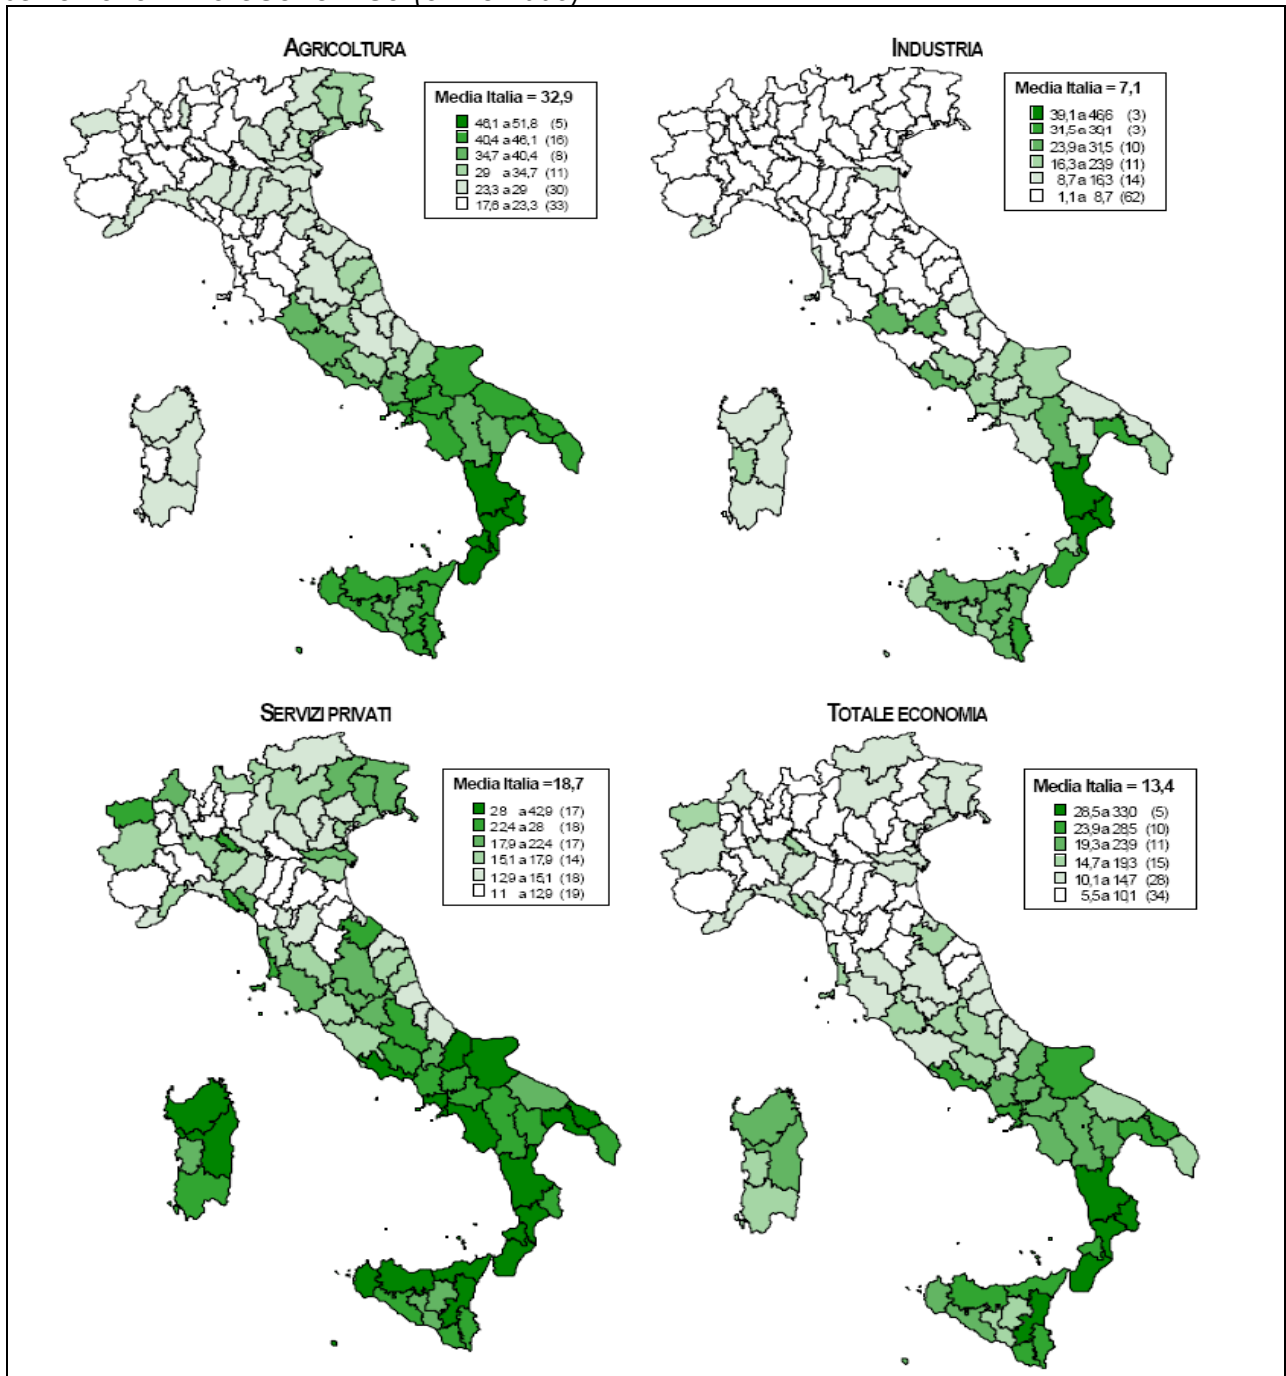 AGRICOLTURA
Media Italia = 32,9
46,1 a 51,8 (5)
40,4 a 46,1 (16)
34,7 a 40,4 (8)
29 a 34,7 (11)
23,3 a 29 (30)
17,6 a 23,3 (33)
INDUSTRIA
Media Italia = 7,1
39,1 a 46,6 (3)
31,5 a 39,1 (3)
23,9 a 31,5 (10)
16,3 a 23,9 (11)
8,7 a 16,3 (14)
1,1 a 8,7 (62)
SERVIZI PRIVATI
Media Italia =18,7
28 a 42,9 (17)
22,4 a 28 (18)
17,9 a 22,4 (17)
15,1 a 17,9 (14)
12,9 a 15,1 (18)
11 a 12,9 (19)
TOTALE ECONOMIA
Media Italia = 13,4
28,5 a 33,0 (5)
23,9 a 28,5 (10)
19,3 a 23,9 (11)
14,7 a 19,3 (15)
10,1 a 14,7 (28)
5,5 a 10,1 (34)